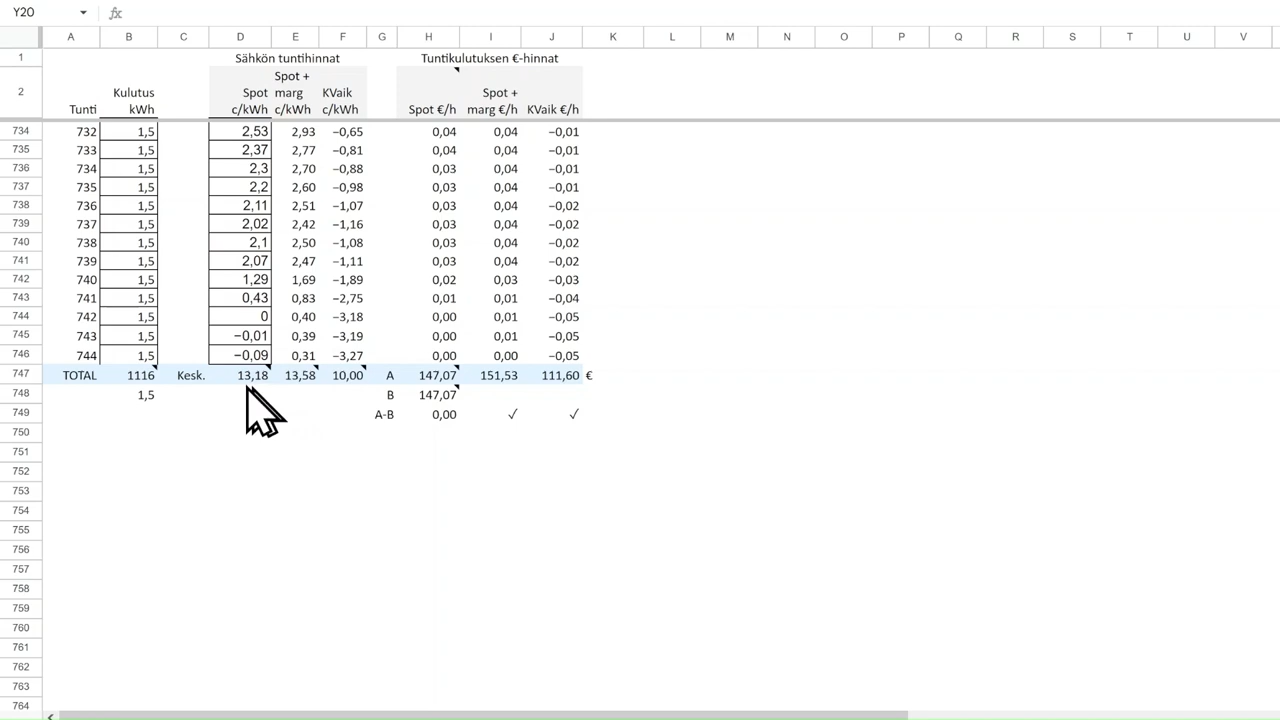 Y20
fx
A B C D E F G H I J K L M N O P Q R S T U V
1 Sähkön tuntihinnat Tuntikulutuksen €-hinnat
2 Tunti Kulutus kWh Spot c/kWh Spot + marg c/kWh KVaik c/kWh Spot €/h Spot + marg €/h KVaik €/h
734 732 1,5 2,53 2,93 −0,65 0,04 0,04 −0,01
735 733 1,5 2,37 2,77 −0,81 0,04 0,04 −0,01
736 734 1,5 2,3 2,70 −0,88 0,03 0,04 −0,01
737 735 1,5 2,2 2,60 −0,98 0,03 0,04 −0,01
738 736 1,5 2,11 2,51 −1,07 0,03 0,04 −0,02
739 737 1,5 2,02 2,42 −1,16 0,03 0,04 −0,02
740 738 1,5 2,1 2,50 −1,08 0,03 0,04 −0,02
741 739 1,5 2,07 2,47 −1,11 0,03 0,04 −0,02
742 740 1,5 1,29 1,69 −1,89 0,02 0,03 −0,03
743 741 1,5 0,43 0,83 −2,75 0,01 0,01 −0,04
744 742 1,5 0 0,40 −3,18 0,00 0,01 −0,05
745 743 1,5 −0,01 0,39 −3,19 0,00 0,01 −0,05
746 744 1,5 −0,09 0,31 −3,27 0,00 0,00 −0,05
747 TOTAL 1116 Kesk. 13,18 13,58 10,00 A 147,07 151,53 111,60 €
748 1,5 B 147,07
749 A-B 0,00 ✓ ✓
750
751
752
753
754
755
756
757
758
759
760
761
762
763
764